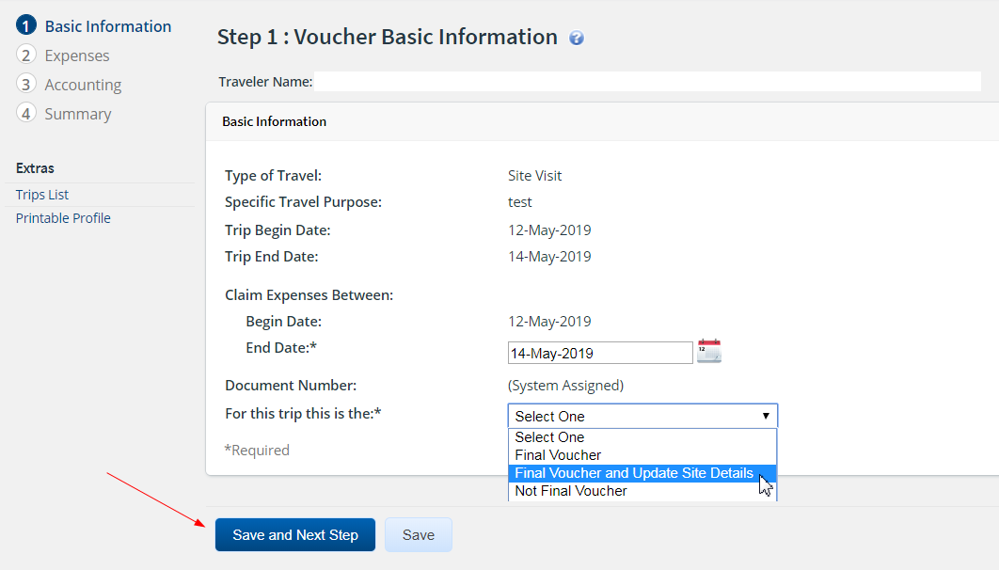 1 Basic Information
2 Expenses
3 Accounting
4 Summary
Extras
Trips List
Printable Profile
Step 1 : Voucher Basic Information ?
Traveler Name:
Basic Information
Type of Travel: Site Visit
Specific Travel Purpose: test
Trip Begin Date: 12-May-2019
Trip End Date: 14-May-2019
Claim Expenses Between:
Begin Date: 12-May-2019
End Date:* 14-May-2019 12
Document Number: (System Assigned)
For this trip this is the:* Select One
Select One
*Required
Final Voucher
Final Voucher and Update Site Details
Not Final Voucher
Save and Next Step Save